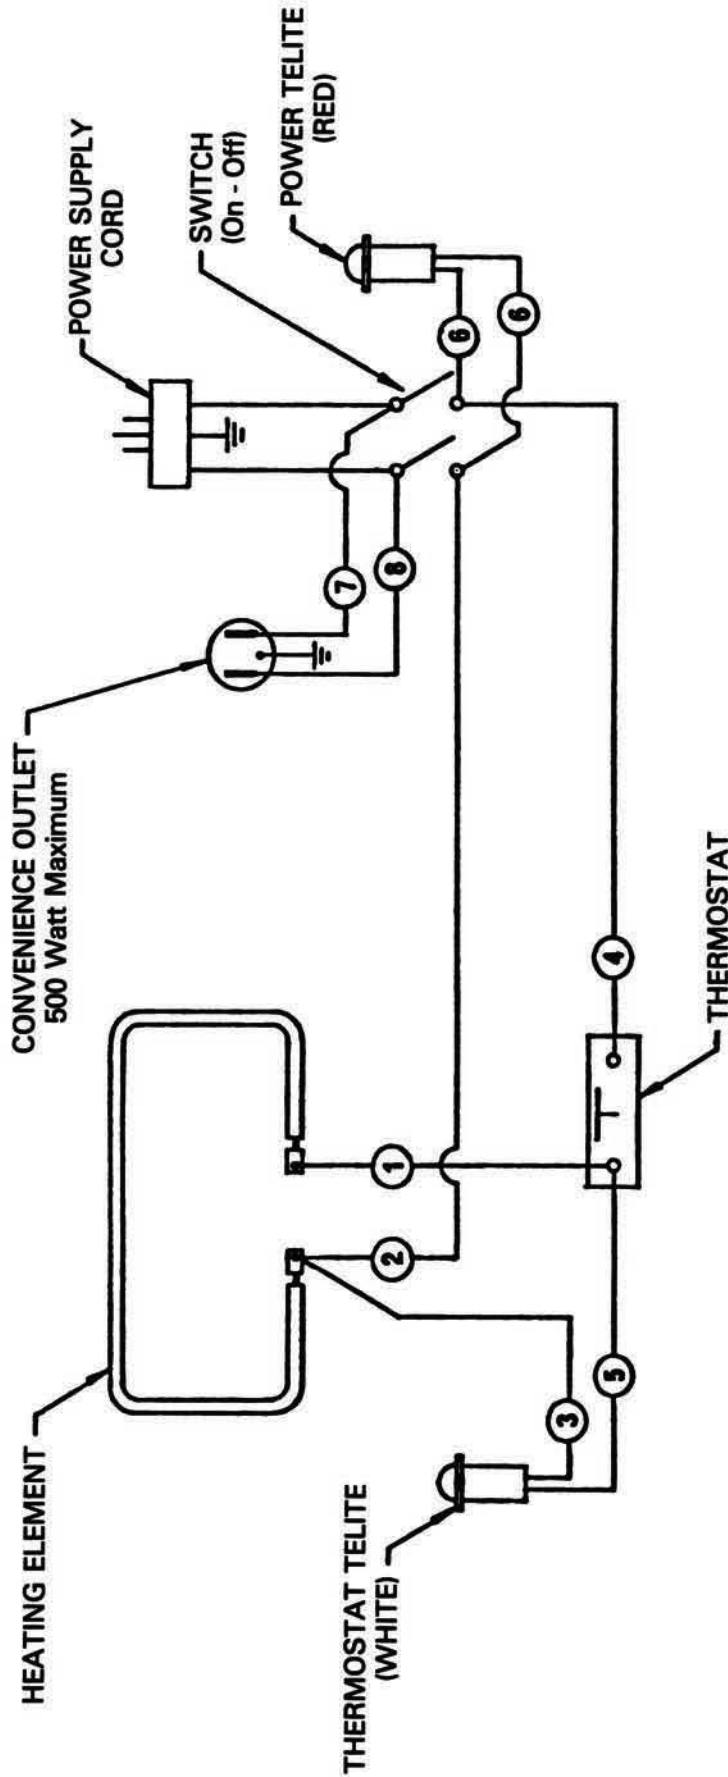 HEATING ELEMENT
CONVENIENCE OUTLET
500 Watt Maximum
POWER SUPPLY
CORD
SWITCH
(On - Off)
POWER TELITE
(RED)
7
8
6
6
1
2
3
5
4
THERMOSTAT TELITE
(WHITE)
THERMOSTAT